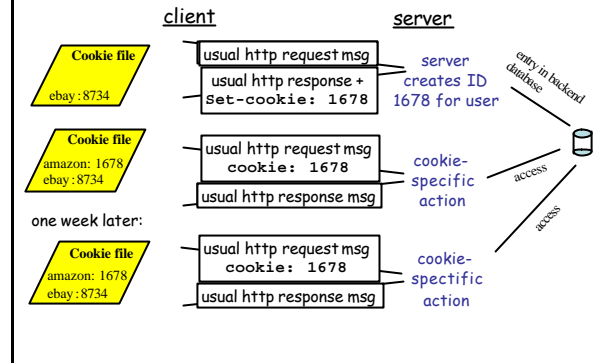 client
server
Cookie file
ebay:8734
usual http request msg
usual http response +
Set-cookie: 1678
server
creates ID
1678 for user
entry in backend
database
Cookie file
amazon: 1678
ebay:8734
usual http request msg
cookie: 1678
usual http response msg
cookie-
specific
action
access
one week later:
Cookie file
amazon: 1678
ebay:8734
usual http request msg
cookie: 1678
usual http response msg
cookie-
spectific
action
access